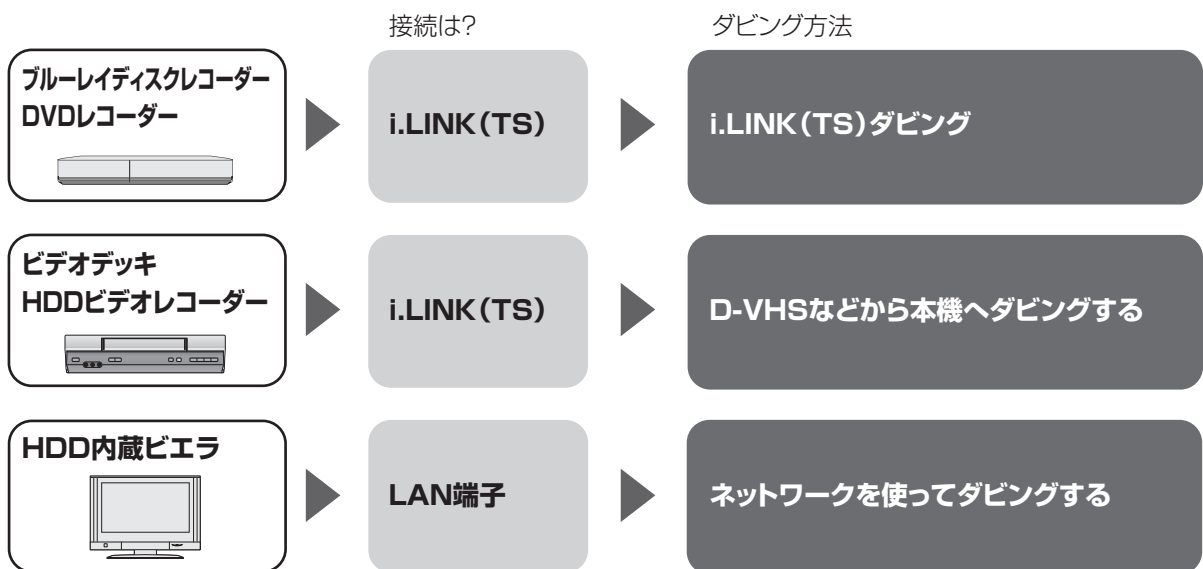 接続は?
ダビング方法
ブルーレイディスクレコーダー
DVDレコーダー
i.LINK(TS)
i.LINK(TS)ダビング
ビデオデッキ
HDDビデオレコーダー
i.LINK(TS)
D-VHSなどから本機へダビングする
HDD内蔵ビエラ
LAN端子
ネットワークを使ってダビングする